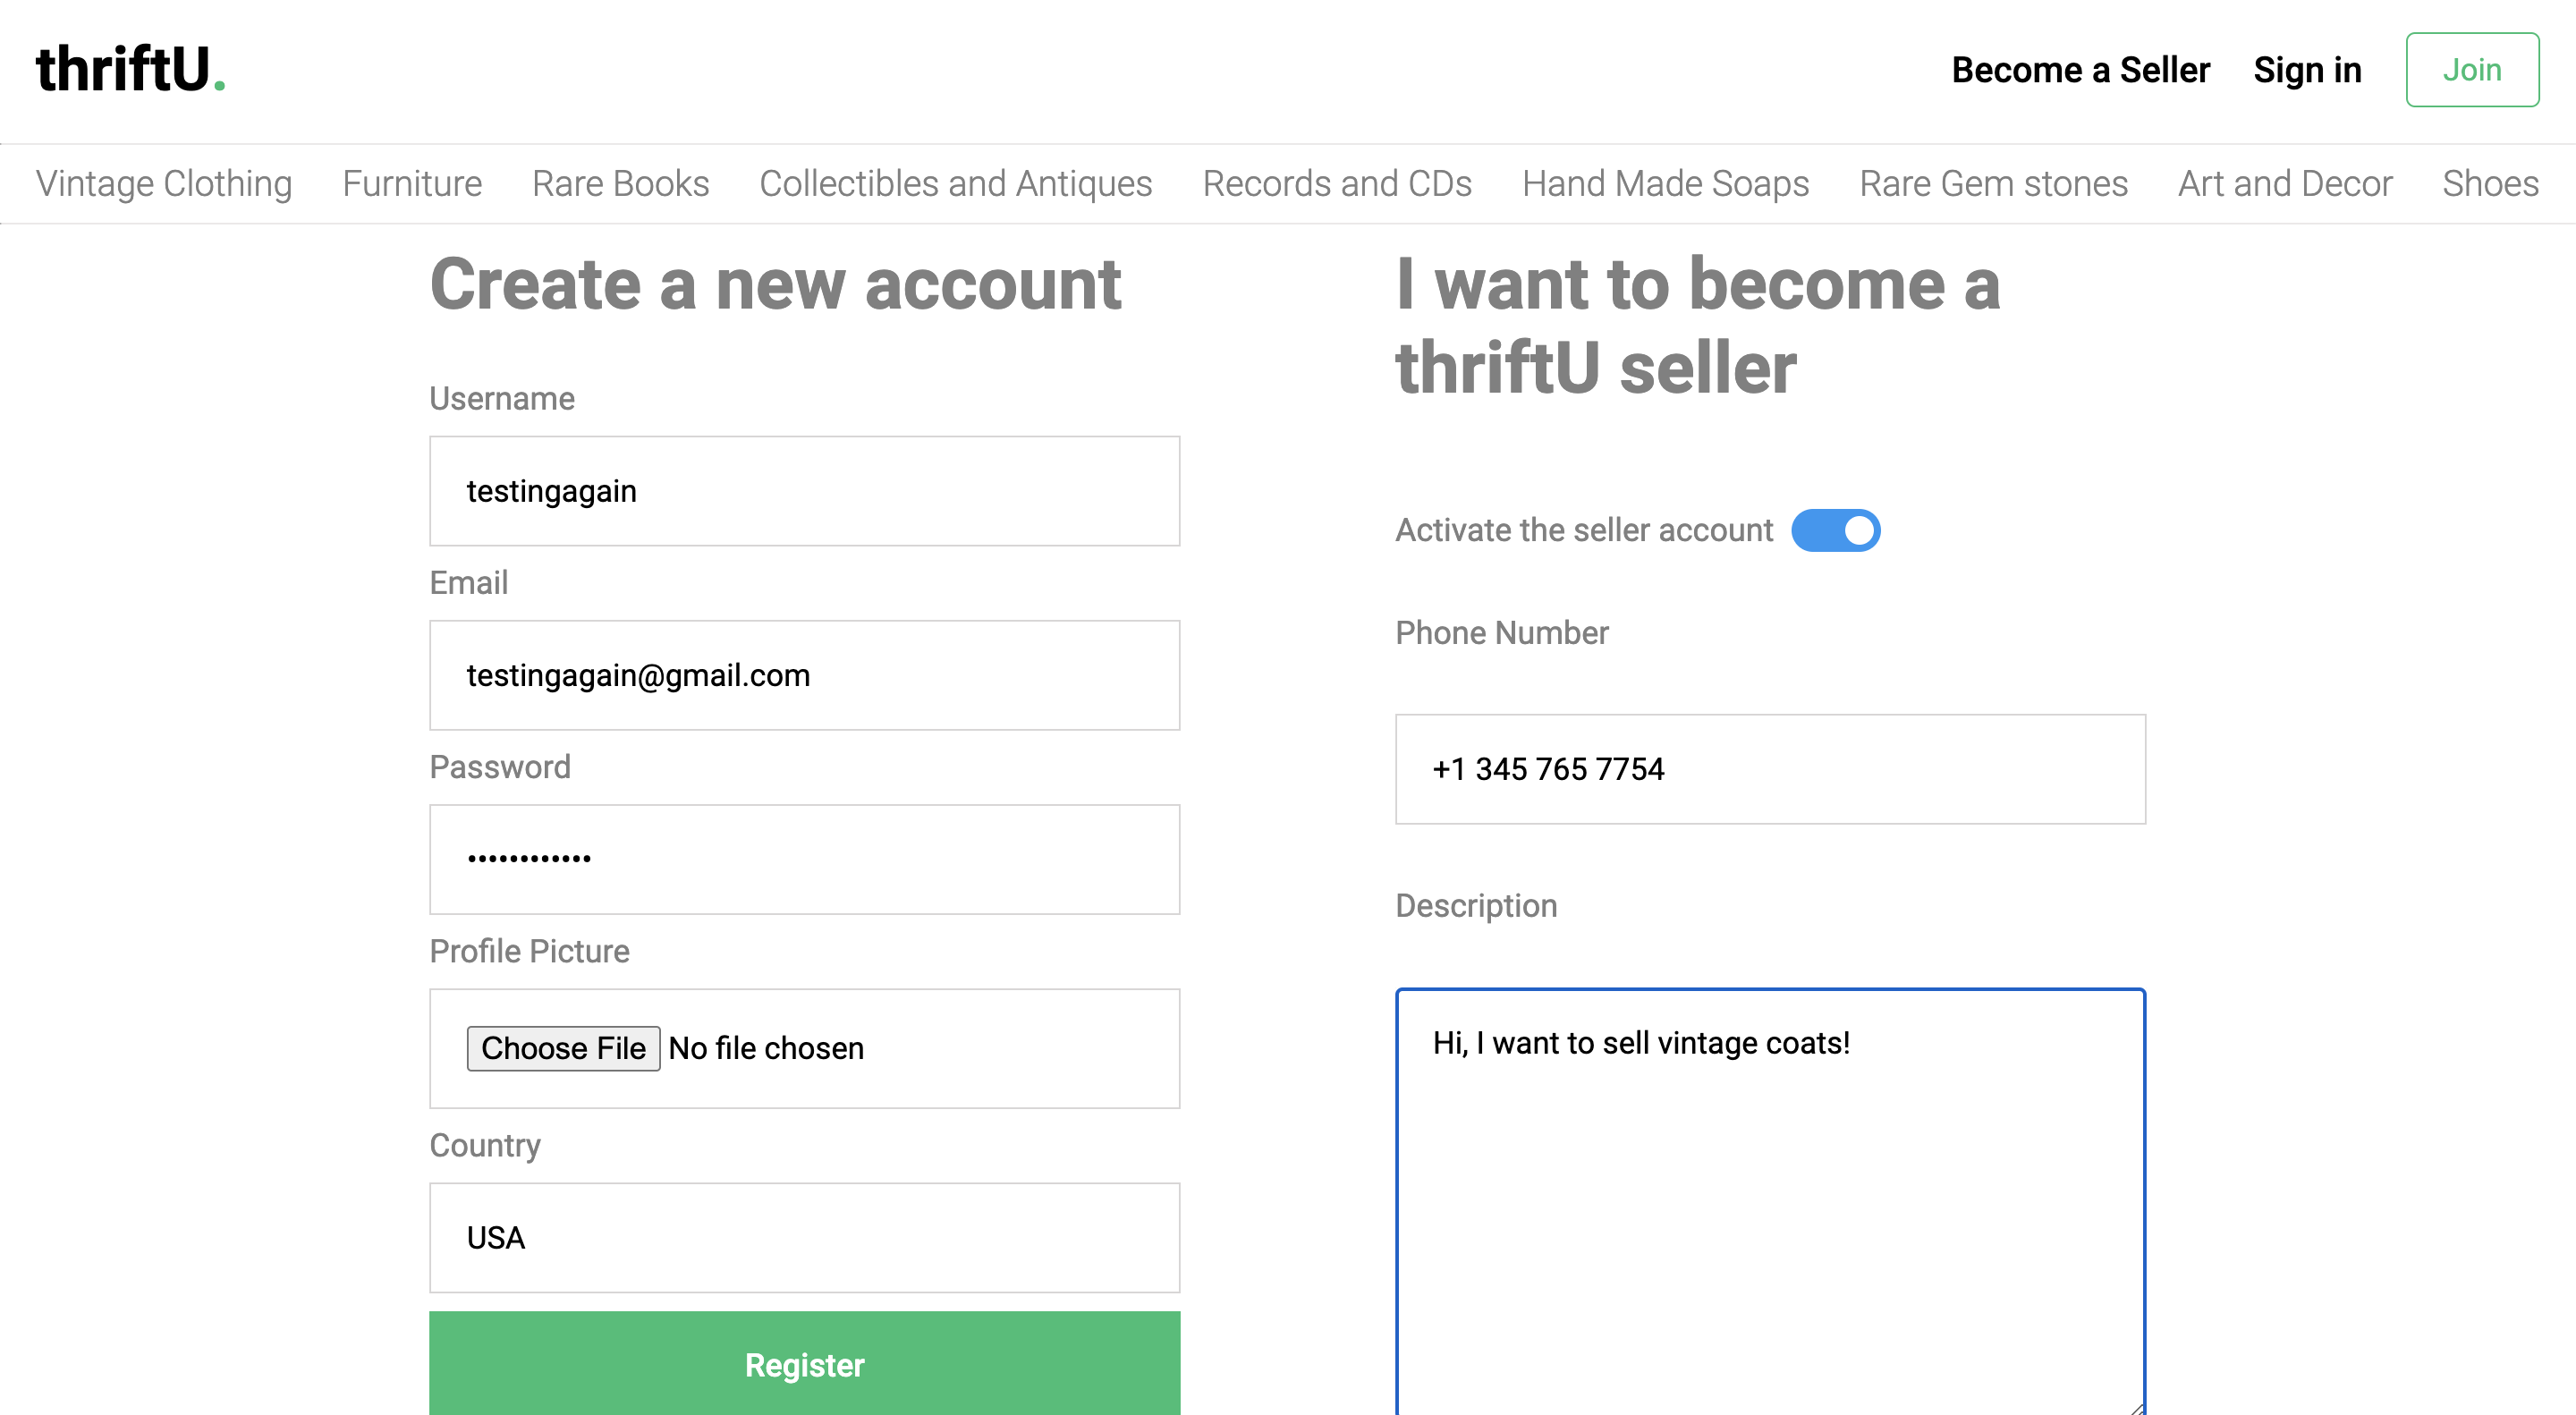 thriftU.
Become a Seller Sign in Join
Vintage Clothing Furniture Rare Books Collectibles and Antiques Records and CDs Hand Made Soaps Rare Gem stones Art and Decor Shoes
Create a new account
Username
testingagain
Email
testingagain@gmail.com
Password
••••••••••••
Profile Picture
Choose File No file chosen
Country
USA
Register
I want to become a
thriftU seller
Activate the seller account
Phone Number
+1 345 765 7754
Description
Hi, I want to sell vintage coats!